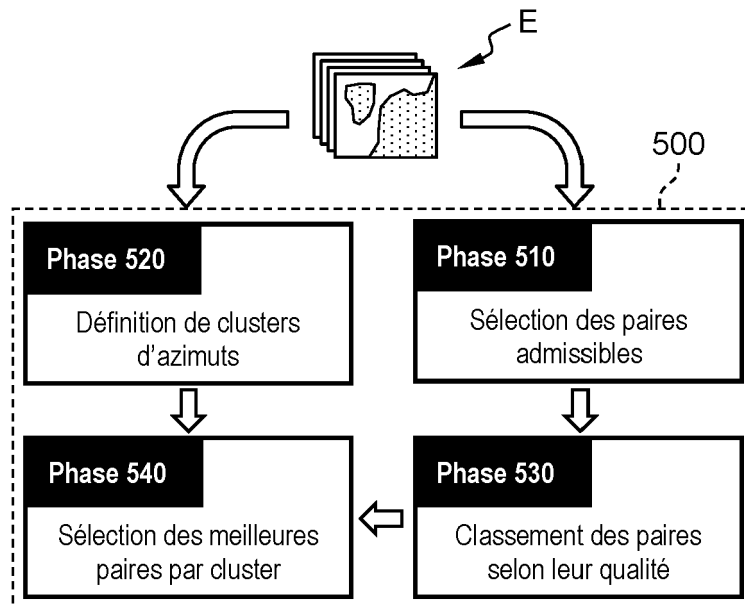 E
500
Phase 520
Définition de clusters
d'azimuts
Phase 510
Sélection des paires
admissibles
Phase 540
Sélection des meilleures
paires par cluster
Phase 530
Classement des paires
selon leur qualité